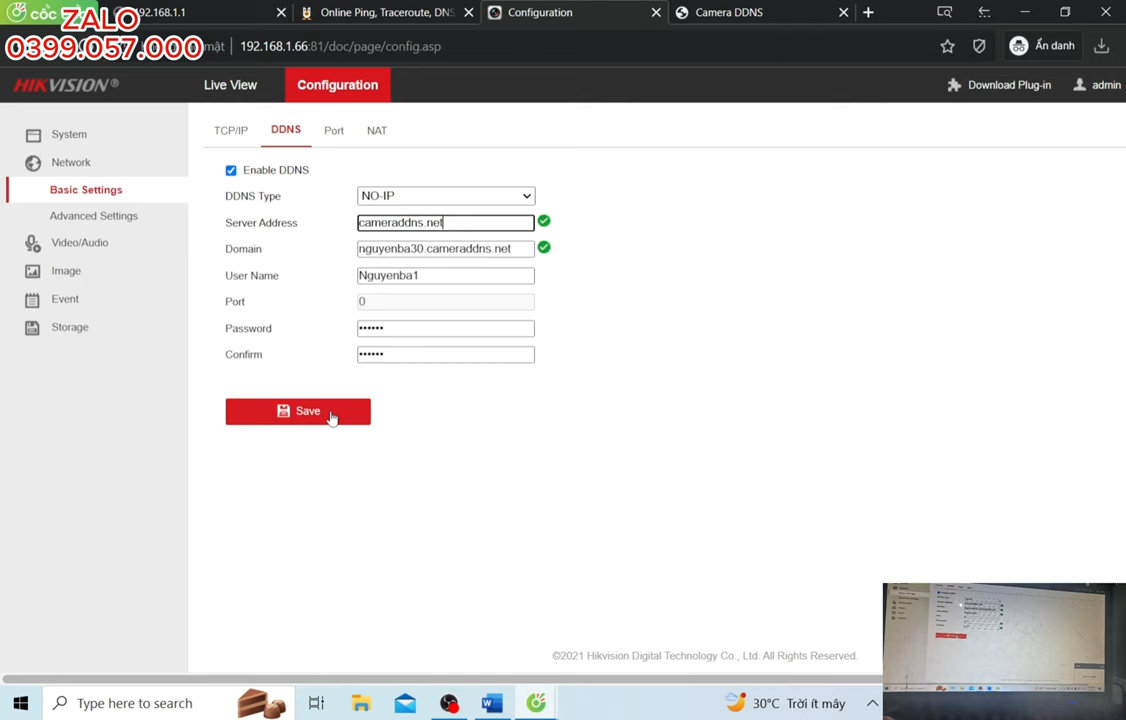 cốc
ZALO
0399.057.000
192.168.1.1
Online Ping, Traceroute, DNS
Configuration
Camera DDNS
mật
192.168.1.66:81/doc/page/config.asp
Ẩn danh
HIKVISION®
Live View
Configuration
Download Plug-in
admin
System
Network
Basic Settings
Advanced Settings
Video/Audio
Image
Event
Storage
TCP/IP
DDNS
Port
NAT
Enable DDNS
DDNS Type
NO-IP
Server Address
cameraddns.net
Domain
nguyenba30.cameraddns.net
User Name
Nguyenba1
Port
0
Password
••••••
Confirm
••••••
Save
©2021 Hikvision Digital Technology Co., Ltd. All Rights Reserved.
Type here to search
30°C Trời ít mây